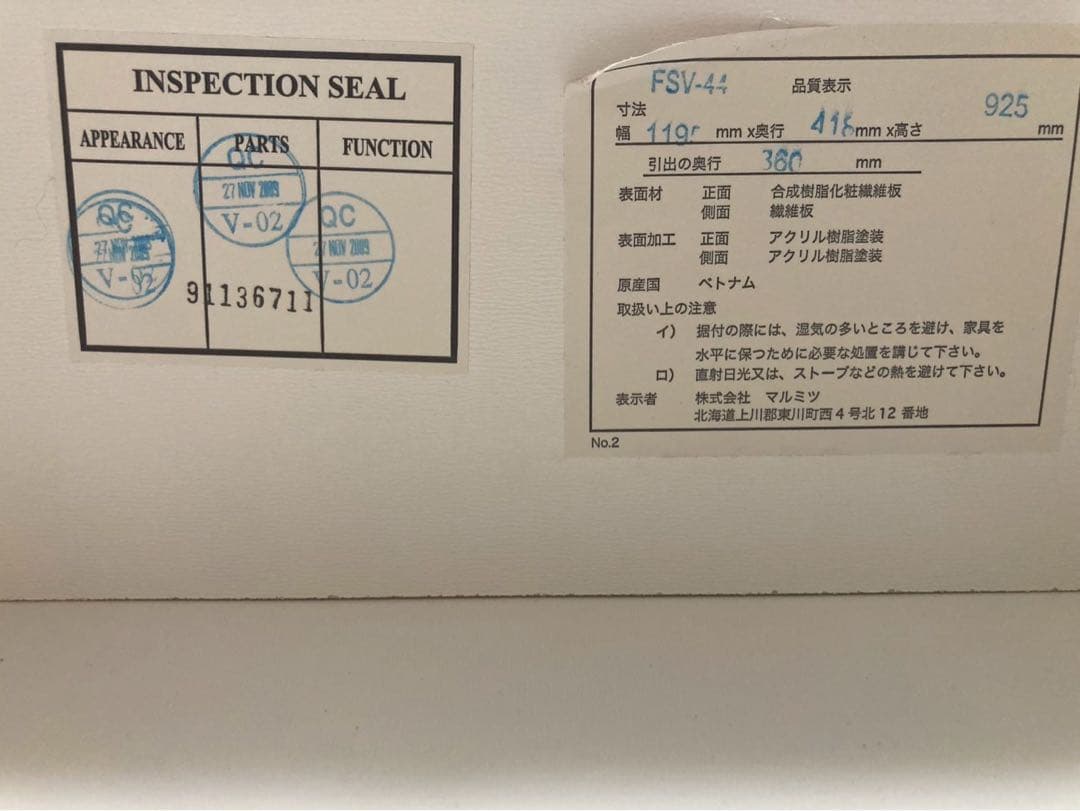 INSPECTION SEAL
APPEARANCE PARTS FUNCTION
QC
27 NOV 2009
V-02
QC
V-02
QC
27 NOV 2009
V-02
91136711
FSV-44 品質表示
寸法 925
幅 mm x奥行 418mm x高さ mm
引出の奥行 360 mm
表面材 正面 合成樹脂化粧繊維板
側面 繊維板
表面加工 正面 アクリル樹脂塗装
側面 アクリル樹脂塗装
原産国 ベトナム
取扱い上の注意
イ） 据付の際には、湿気の多いところを避け、家具を
水平に保つために必要な処置を講じて下さい。
ロ） 直射日光又は、ストーブなどの熱を避けて下さい。
表示者 株式会社 マルミツ
北海道上川郡東川町西4号北12番地
No.2